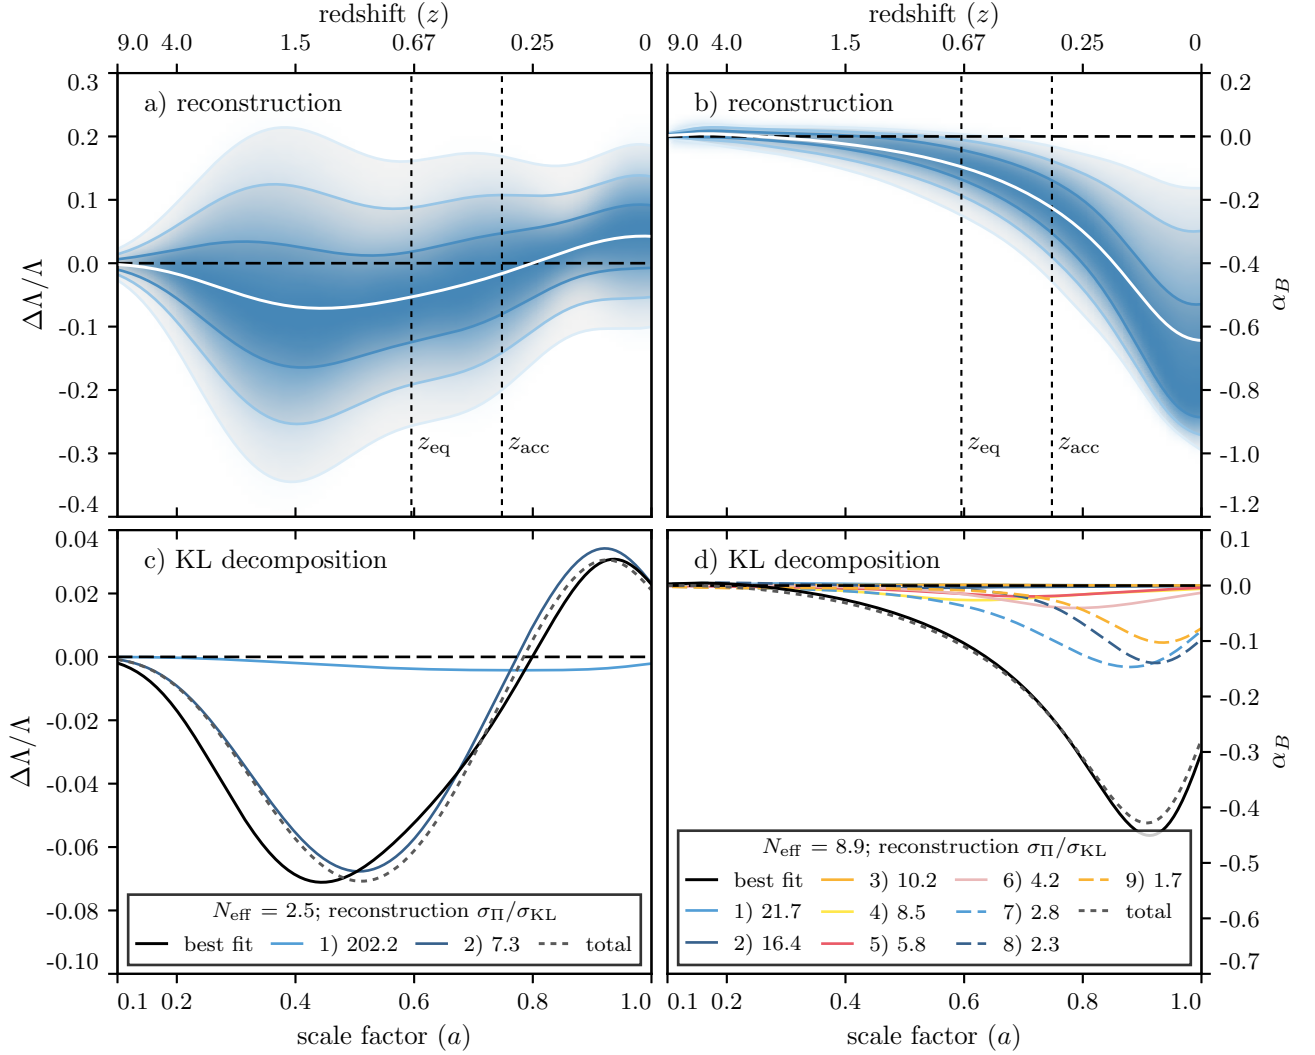 redshift (z)
redshift (z)
9.0 4.0 1.5 0.67 0.25 0
9.0 4.0 1.5 0.67 0.25 0
a) reconstruction
0.3
0.2
0.1
0.0
-0.1
-0.2
-0.3
-0.4
ΔΛ/Λ
z_eq
z_acc
b) reconstruction
0.2
0.0
-0.2
-0.4
-0.6
-0.8
-1.0
-1.2
α_B
z_eq
z_acc
c) KL decomposition
0.04
0.02
0.00
-0.02
-0.04
-0.06
-0.08
-0.10
ΔΛ/Λ
N_eff = 2.5; reconstruction σ_Π/σ_KL
best fit 1) 202.2 2) 7.3 total
0.1 0.2 0.4 0.6 0.8 1.0
scale factor (a)
d) KL decomposition
0.1
0.0
-0.1
-0.2
-0.3
-0.4
-0.5
-0.6
-0.7
α_B
N_eff = 8.9; reconstruction σ_Π/σ_KL
best fit 3) 10.2 6) 4.2 9) 1.7
1) 21.7 4) 8.5 7) 2.8 total
2) 16.4 5) 5.8 8) 2.3
0.1 0.2 0.4 0.6 0.8 1.0
scale factor (a)